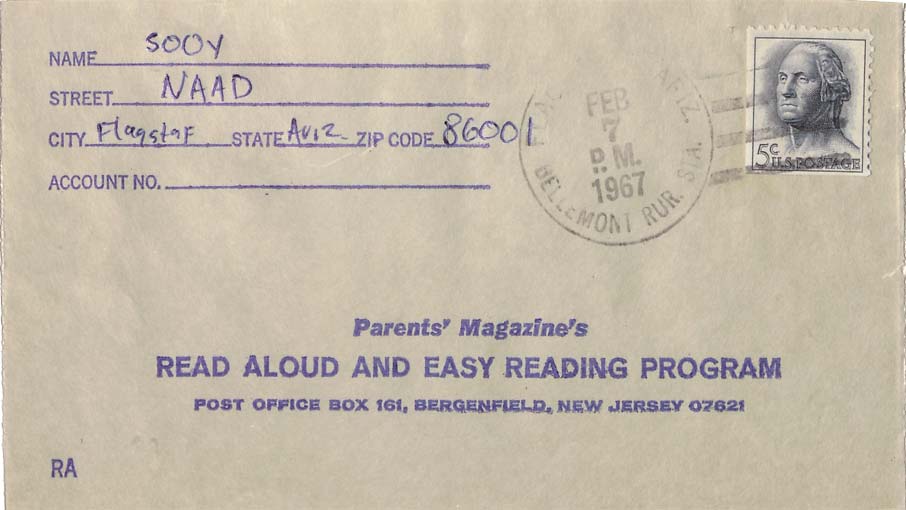 NAME SOOY
STREET NAAD
CITY Flagstaf STATE Ariz ZIP CODE 86001
ACCOUNT NO.
ARIZ.
FEB
7
P.M.
1967
BELLEMONT RUR. STA.
5c U.S. POSTAGE
Parents' Magazine's
READ ALOUD AND EASY READING PROGRAM
POST OFFICE BOX 161, BERGENFIELD, NEW JERSEY 07621
RA